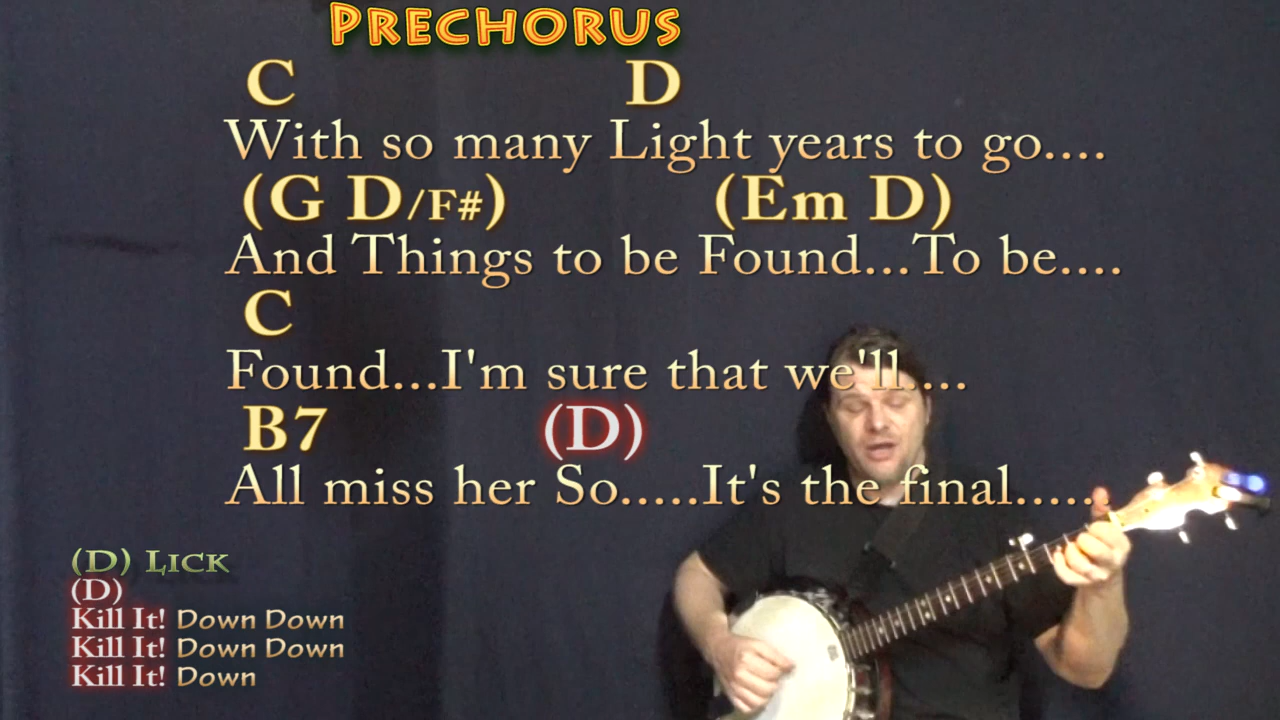 PRECHORUS
C D
With so many Light years to go....
(G D/F#) (Em D)
And Things to be Found...To be....
C
Found...I'm sure that we'll....
B7 (D)
All miss her So.....It's the final.....
(D) LICK
(D)
Kill It! Down Down
Kill It! Down Down
Kill It! Down